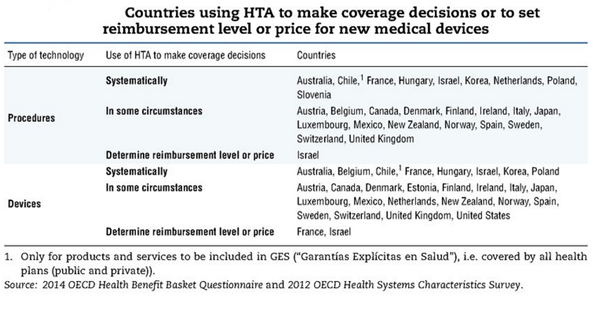 Countries using HTA to make coverage decisions or to set
reimbursement level or price for new medical devices
Type of technology Use of HTA to make coverage decisions Countries
Systematically Australia, Chile,¹ France, Hungary, Israel, Korea, Netherlands, Poland,
Slovenia
Procedures
In some circumstances Austria, Belgium, Canada, Denmark, Finland, Ireland, Italy, Japan,
Luxembourg, Mexico, New Zealand, Norway, Spain, Sweden,
Switzerland, United Kingdom
Determine reimbursement level or price Israel
Systematically Australia, Belgium, Chile,¹ France, Hungary, Israel, Korea, Poland
Devices
In some circumstances Austria, Canada, Denmark, Estonia, Finland, Ireland, Italy, Japan,
Luxembourg, Mexico, Netherlands, New Zealand, Norway, Spain,
Sweden, Switzerland, United Kingdom, United States
Determine reimbursement level or price France, Israel
1. Only for products and services to be included in GES ("Garantías Explícitas en Salud"), i.e. covered by all health
plans (public and private)).
Source: 2014 OECD Health Benefit Basket Questionnaire and 2012 OECD Health Systems Characteristics Survey.